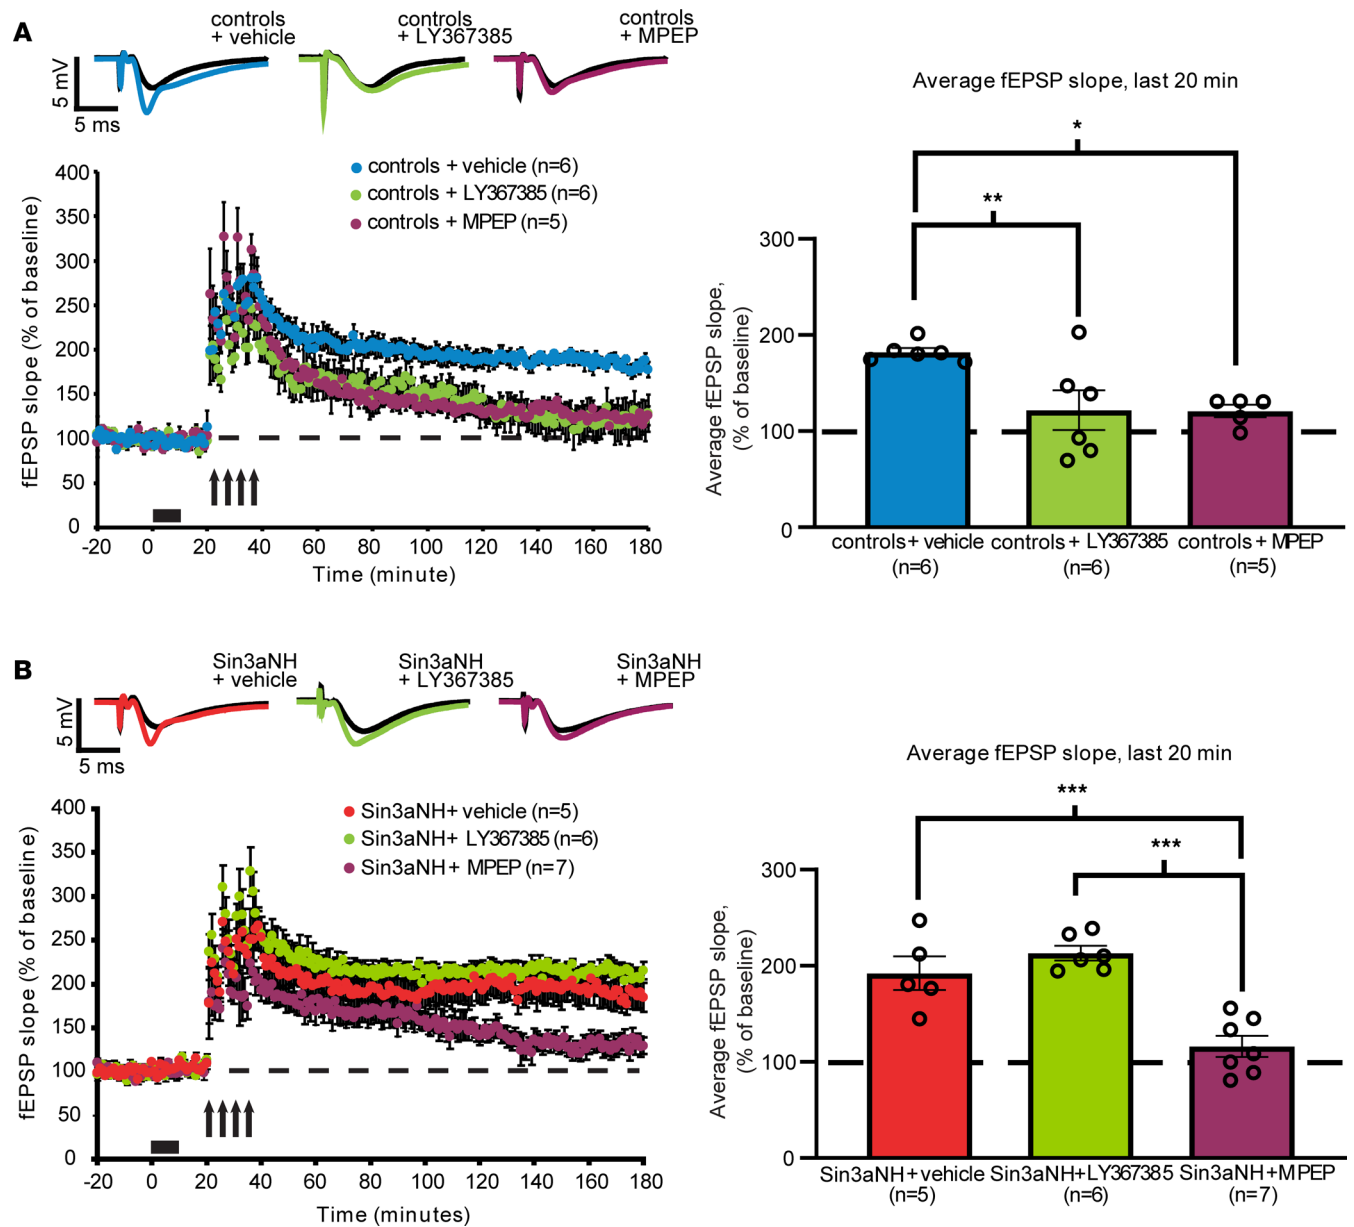 A
controls
+ vehicle
controls
+ LY367385
controls
+ MPEP
5 mV
5 ms
controls + vehicle (n=6)
controls + LY367385 (n=6)
controls + MPEP (n=5)
fEPSP slope (% of baseline)
400
350
300
250
200
150
100
50
0
-20 0 20 40 60 80 100 120 140 160 180
Time (minute)
Average fEPSP slope, last 20 min
*
**
Average fEPSP slope,
(% of baseline)
300
200
100
0
controls + vehicle
(n=6)
controls + LY367385
(n=6)
controls + MPEP
(n=5)
B
Sin3aNH
+ vehicle
Sin3aNH
+ LY367385
Sin3aNH
+ MPEP
5 mV
5 ms
Sin3aNH+ vehicle (n=5)
Sin3aNH+ LY367385 (n=6)
Sin3aNH+ MPEP (n=7)
fEPSP slope (% of baseline)
400
350
300
250
200
150
100
50
0
-20 0 20 40 60 80 100 120 140 160 180
Time (minutes)
Average fEPSP slope, last 20 min
***
***
Average fEPSP slope,
(% of baseline)
300
200
100
0
Sin3aNH+vehicle
(n=5)
Sin3aNH+LY367385
(n=6)
Sin3aNH+MPEP
(n=7)